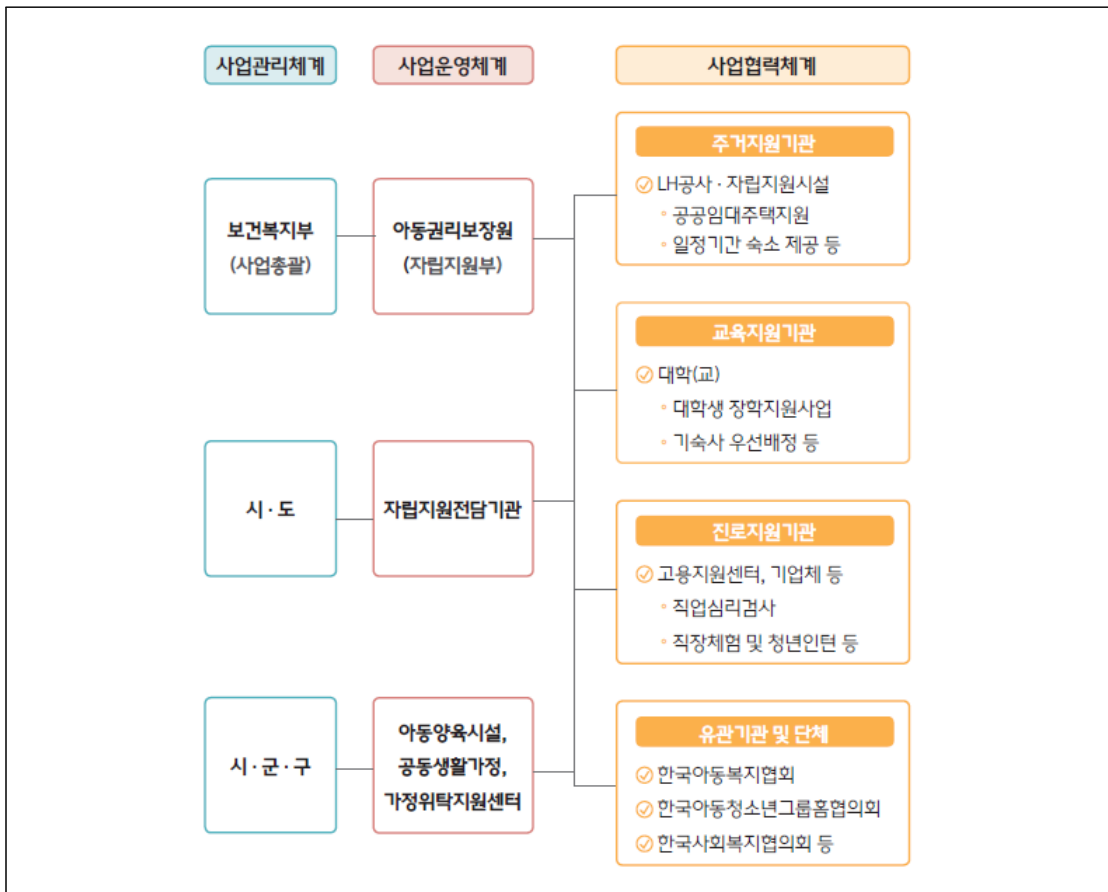 사업관리체계
사업운영체계
사업협력체계
보건복지부
(사업총괄)
아동권리보장원
(자립지원부)
주거지원기관
LH공사 · 자립지원시설
공공임대주택지원
일정기간 숙소 제공 등
교육지원기관
대학(교)
대학생 장학지원사업
기숙사 우선배정 등
시 · 도
자립지원전담기관
진로지원기관
고용지원센터, 기업체 등
직업심리검사
직장체험 및 청년인턴 등
시 · 군 · 구
아동양육시설,
공동생활가정,
가정위탁지원센터
유관기관 및 단체
한국아동복지협회
한국아동청소년그룹홈협의회
한국사회복지협의회 등